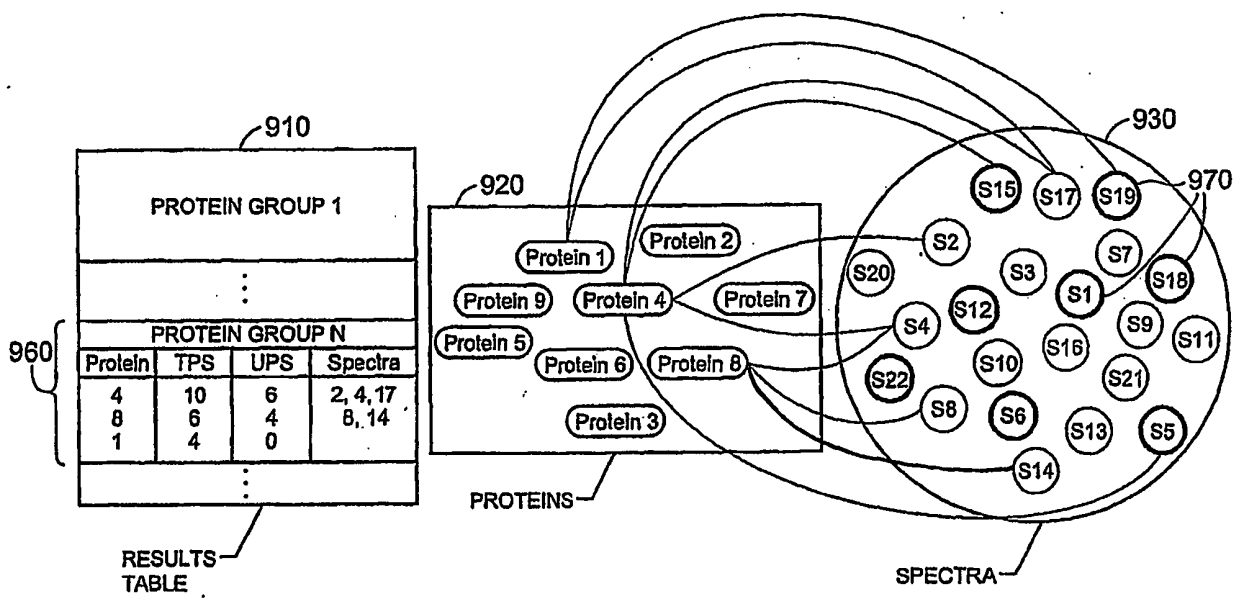 910
PROTEIN GROUP 1
⋮
PROTEIN GROUP N
960
Protein TPS UPS Spectra
4 10 6 2, 4, 17
8 6 4 8, 14
1 4 0
⋮
RESULTS
TABLE
920
Protein 2
Protein 1
Protein 9
Protein 4
Protein 7
Protein 5
Protein 6
Protein 8
Protein 3
PROTEINS
930
970
S15
S17
S19
S2
S7
S20
S3
S1
S18
S12
S4
S9
S11
S16
S10
S22
S21
S8
S6
S13
S5
S14
SPECTRA